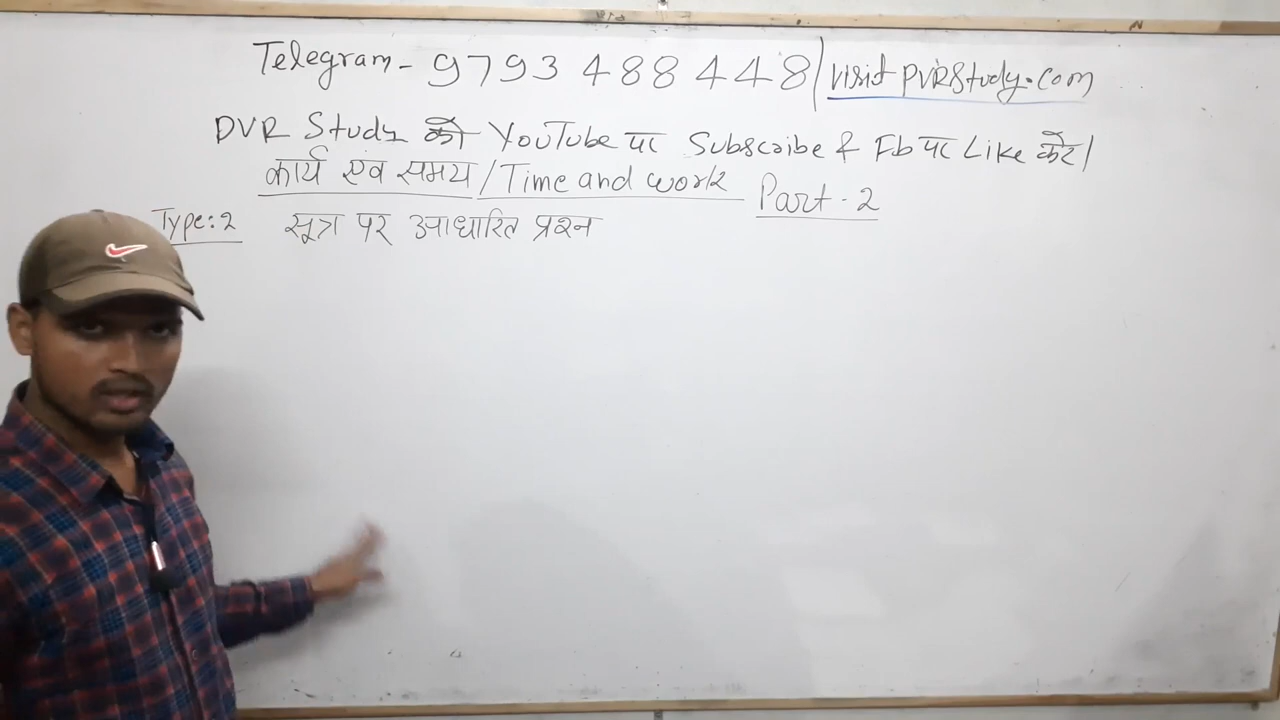 Telegram - 9793 488 448 | visit PVRStudy.com
DVR Study को YouTube पर Subscribe & Fb पर Like करें।
कार्य एवं समय / Time and work Part - 2
Type: 2 सूत्र पर आधारित प्रश्न